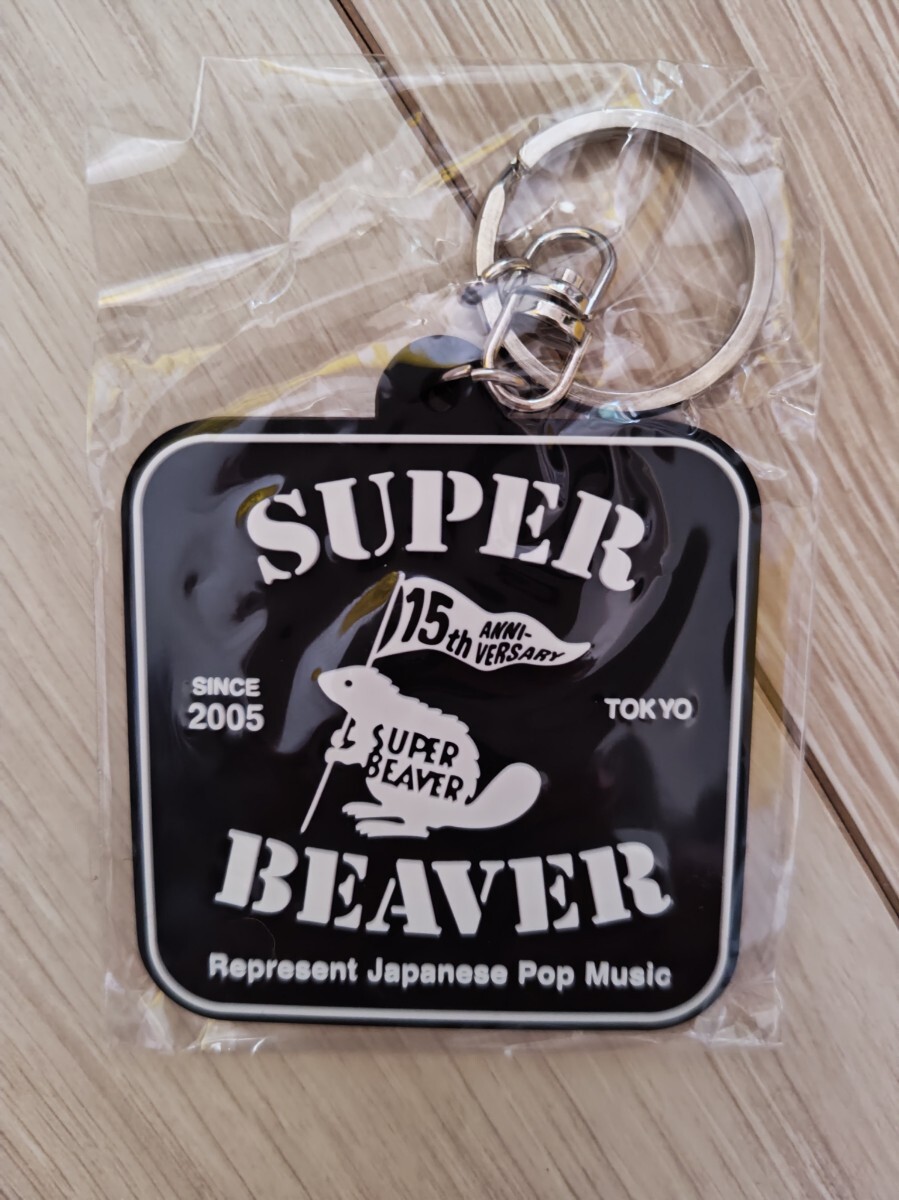 SUPER
15th ANNI-
VERSARY
SINCE
2005
TOKYO
SUPER
BEAVER
BEAVER
Represent Japanese Pop Music